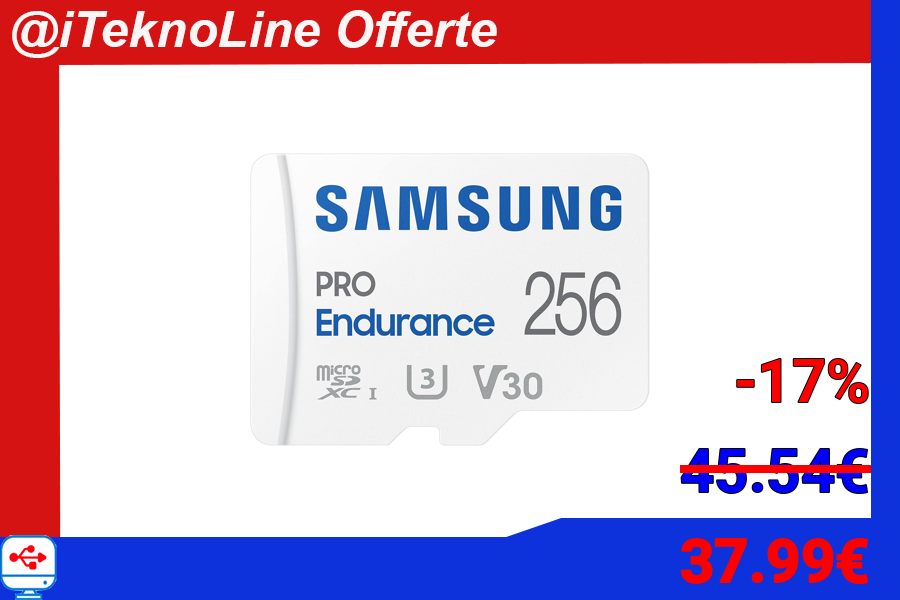 @iTeknoLine Offerte
SAMSUNG
PRO
Endurance
256
micro
SD
XC I
U3
V30
-17%
45.54€
37.99€